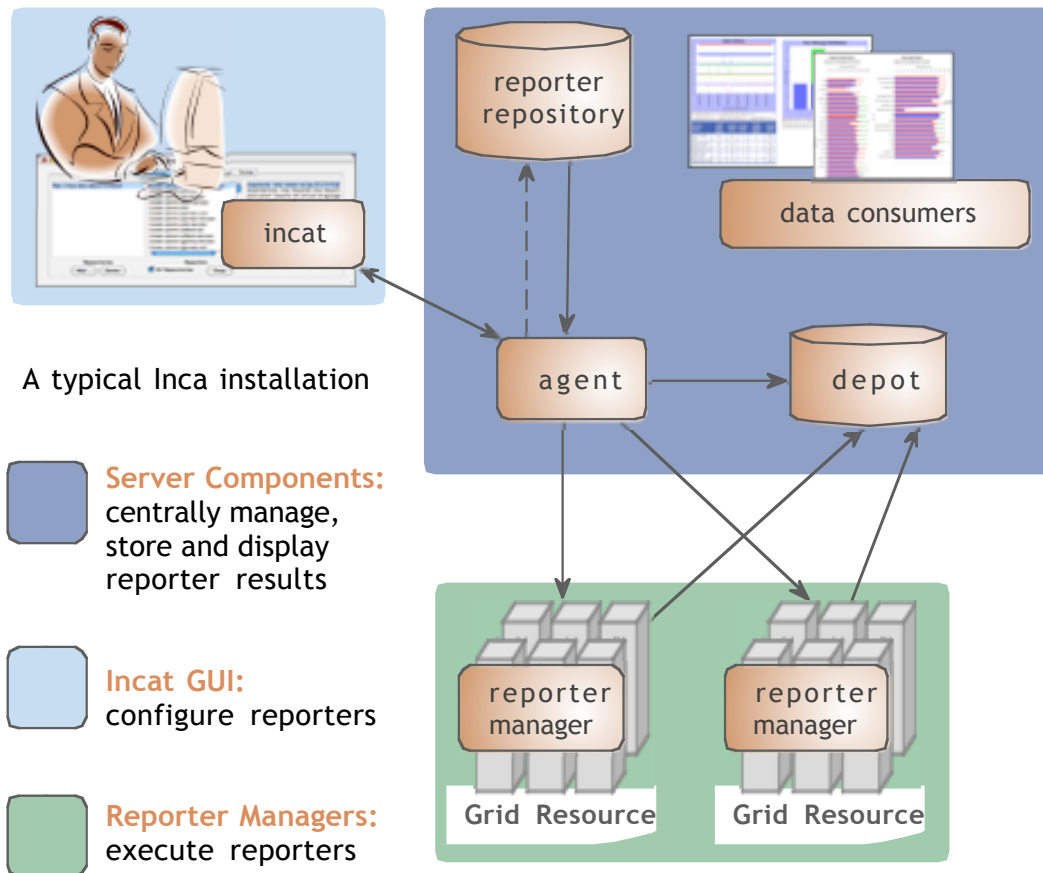 reporter
repository
data consumers
incat
agent
depot
A typical Inca installation
Server Components:
centrally manage,
store and display
reporter results
Incat GUI:
configure reporters
Reporter Managers:
execute reporters
reporter
manager
Grid Resource
reporter
manager
Grid Resource